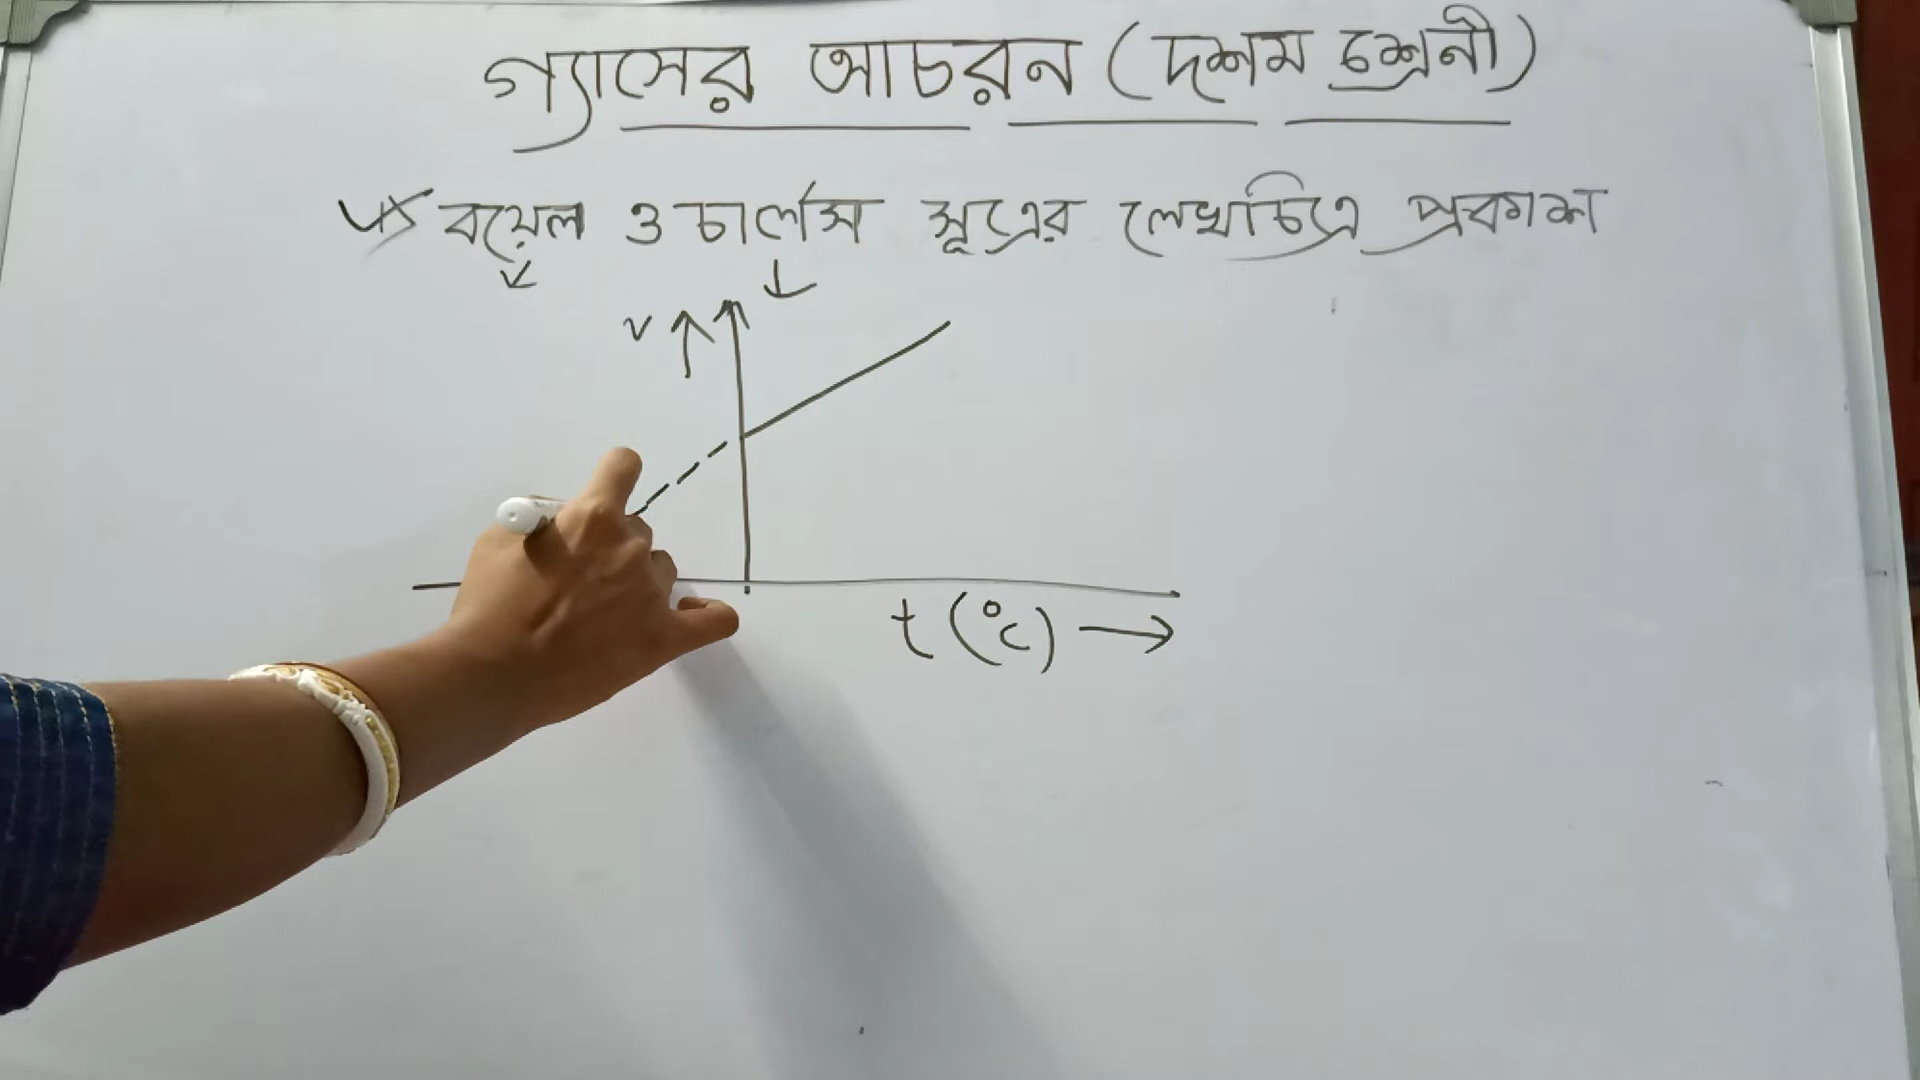 গ্যাসের আচরন (দশম শ্রেনী)
বয়েল ও চার্লস সূত্রের লেখচিত্রে প্রকাশ
V
t (°C)